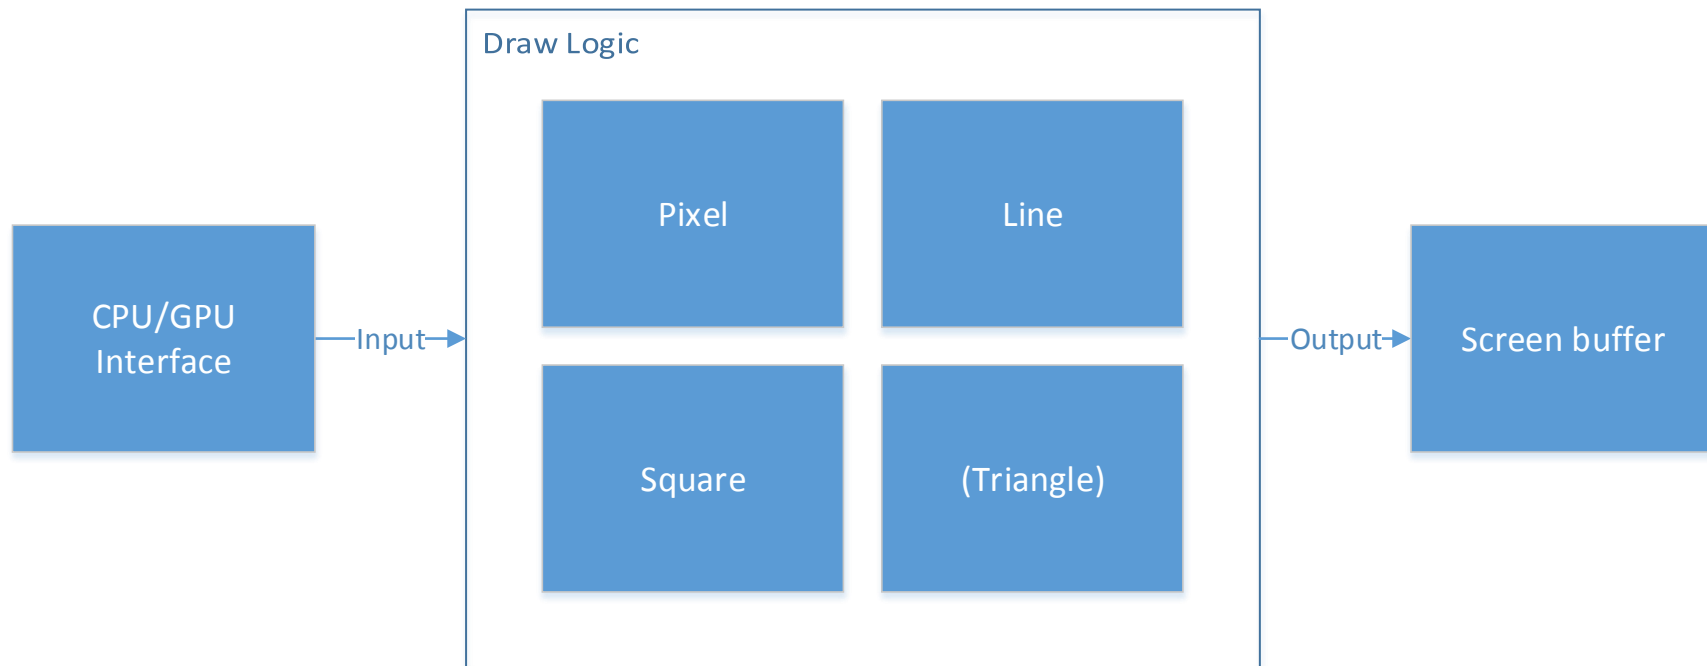 Draw Logic
Pixel
Line
CPU/GPU
Interface
Input
Output
Screen buffer
Square
(Triangle)